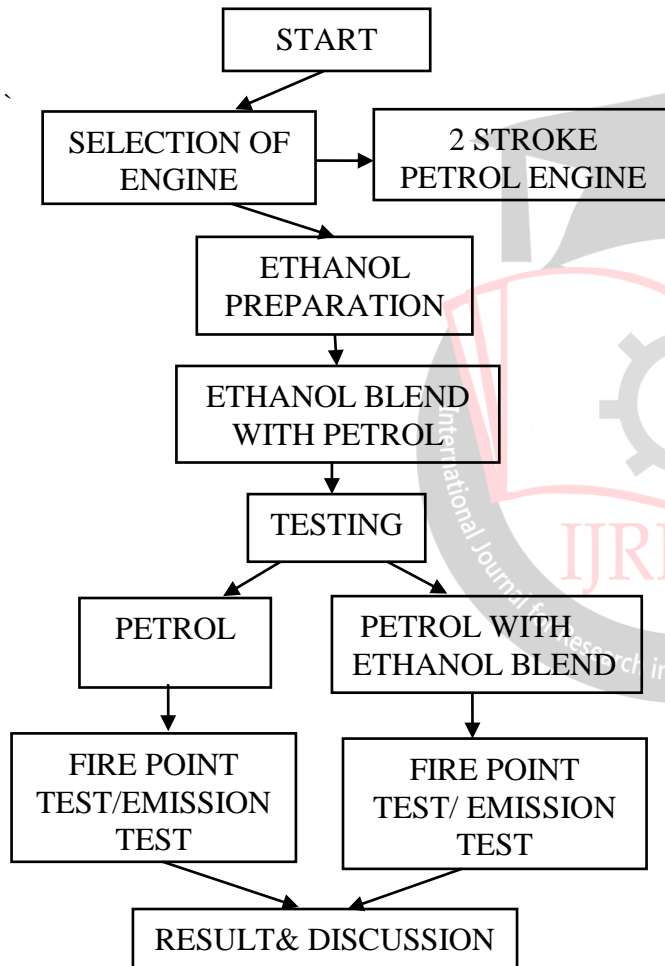 START
`
SELECTION OF
ENGINE
2 STROKE
PETROL ENGINE
ETHANOL
PREPARATION
ETHANOL BLEND
WITH PETROL
TESTING
PETROL
PETROL WITH
ETHANOL BLEND
FIRE POINT
TEST/EMISSION
TEST
FIRE POINT
TEST/ EMISSION
TEST
RESULT& DISCUSSION
International Journal for Research in
IJRE